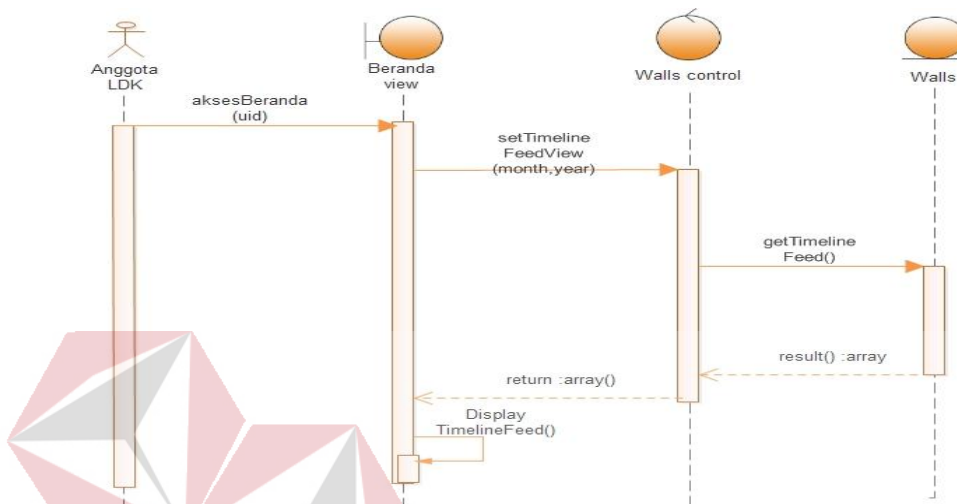 Anggota
LDK
Beranda
view
Walls control
Walls
aksesBeranda
(uid)
setTimeline
FeedView
(month,year)
getTimeline
Feed()
result() :array
return :array()
Display
TimelineFeed()